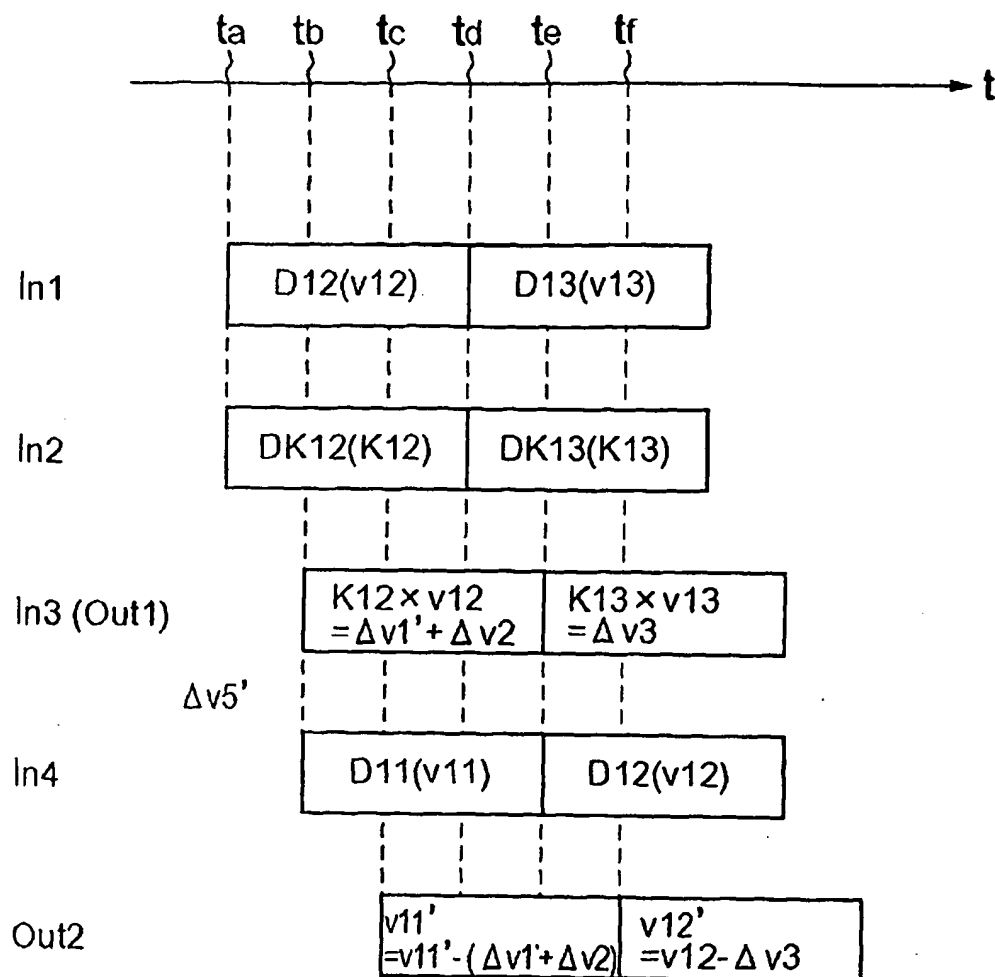 ta tb tc td te tf
t
In1 D12(v12) D13(v13)
In2 DK12(K12) DK13(K13)
In3 (Out1) K12×v12 K13×v13
=Δv1'+Δv2 =Δv3
Δv5'
In4 D11(v11) D12(v12)
Out2 v11' v12'
=v11'-(Δv1'+Δv2) =v12-Δv3